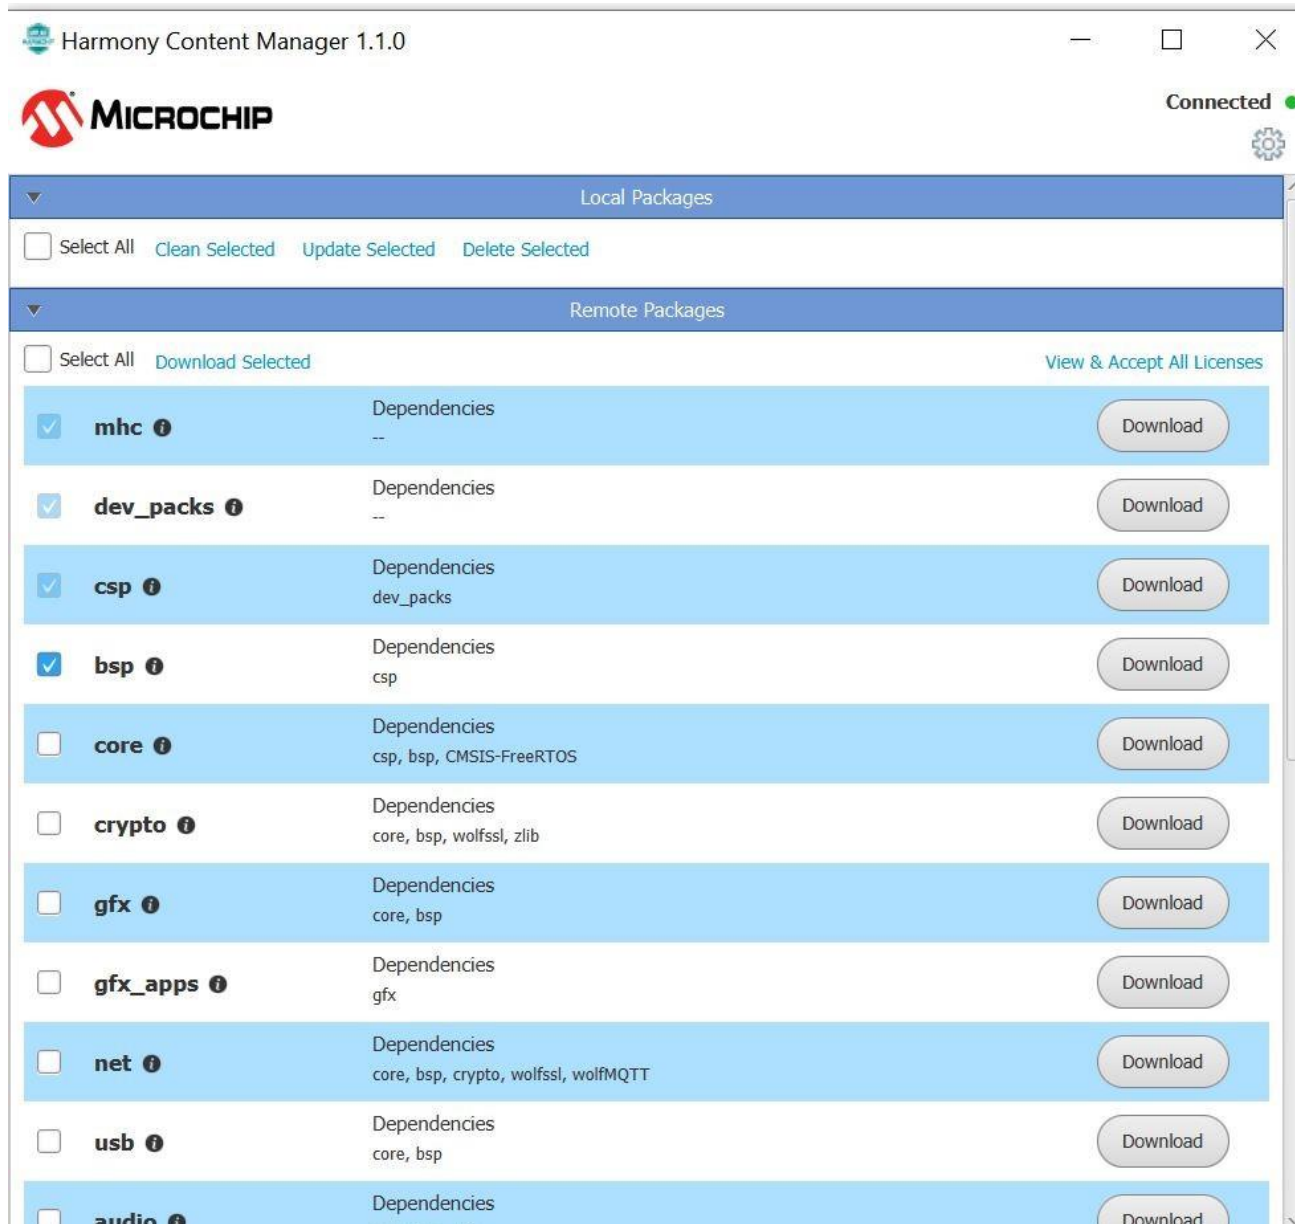 Harmony Content Manager 1.1.0
MICROCHIP
Connected
Local Packages
Select All Clean Selected Update Selected Delete Selected
Remote Packages
Select All Download Selected View & Accept All Licenses
mhc Dependencies Download
--
dev_packs Dependencies Download
--
csp Dependencies Download
dev_packs
bsp Dependencies Download
csp
core Dependencies Download
csp, bsp, CMSIS-FreeRTOS
crypto Dependencies Download
core, bsp, wolfssl, zlib
gfx Dependencies Download
core, bsp
gfx_apps Dependencies Download
gfx
net Dependencies Download
core, bsp, crypto, wolfssl, wolfMQTT
usb Dependencies Download
core, bsp
audio Dependencies Download